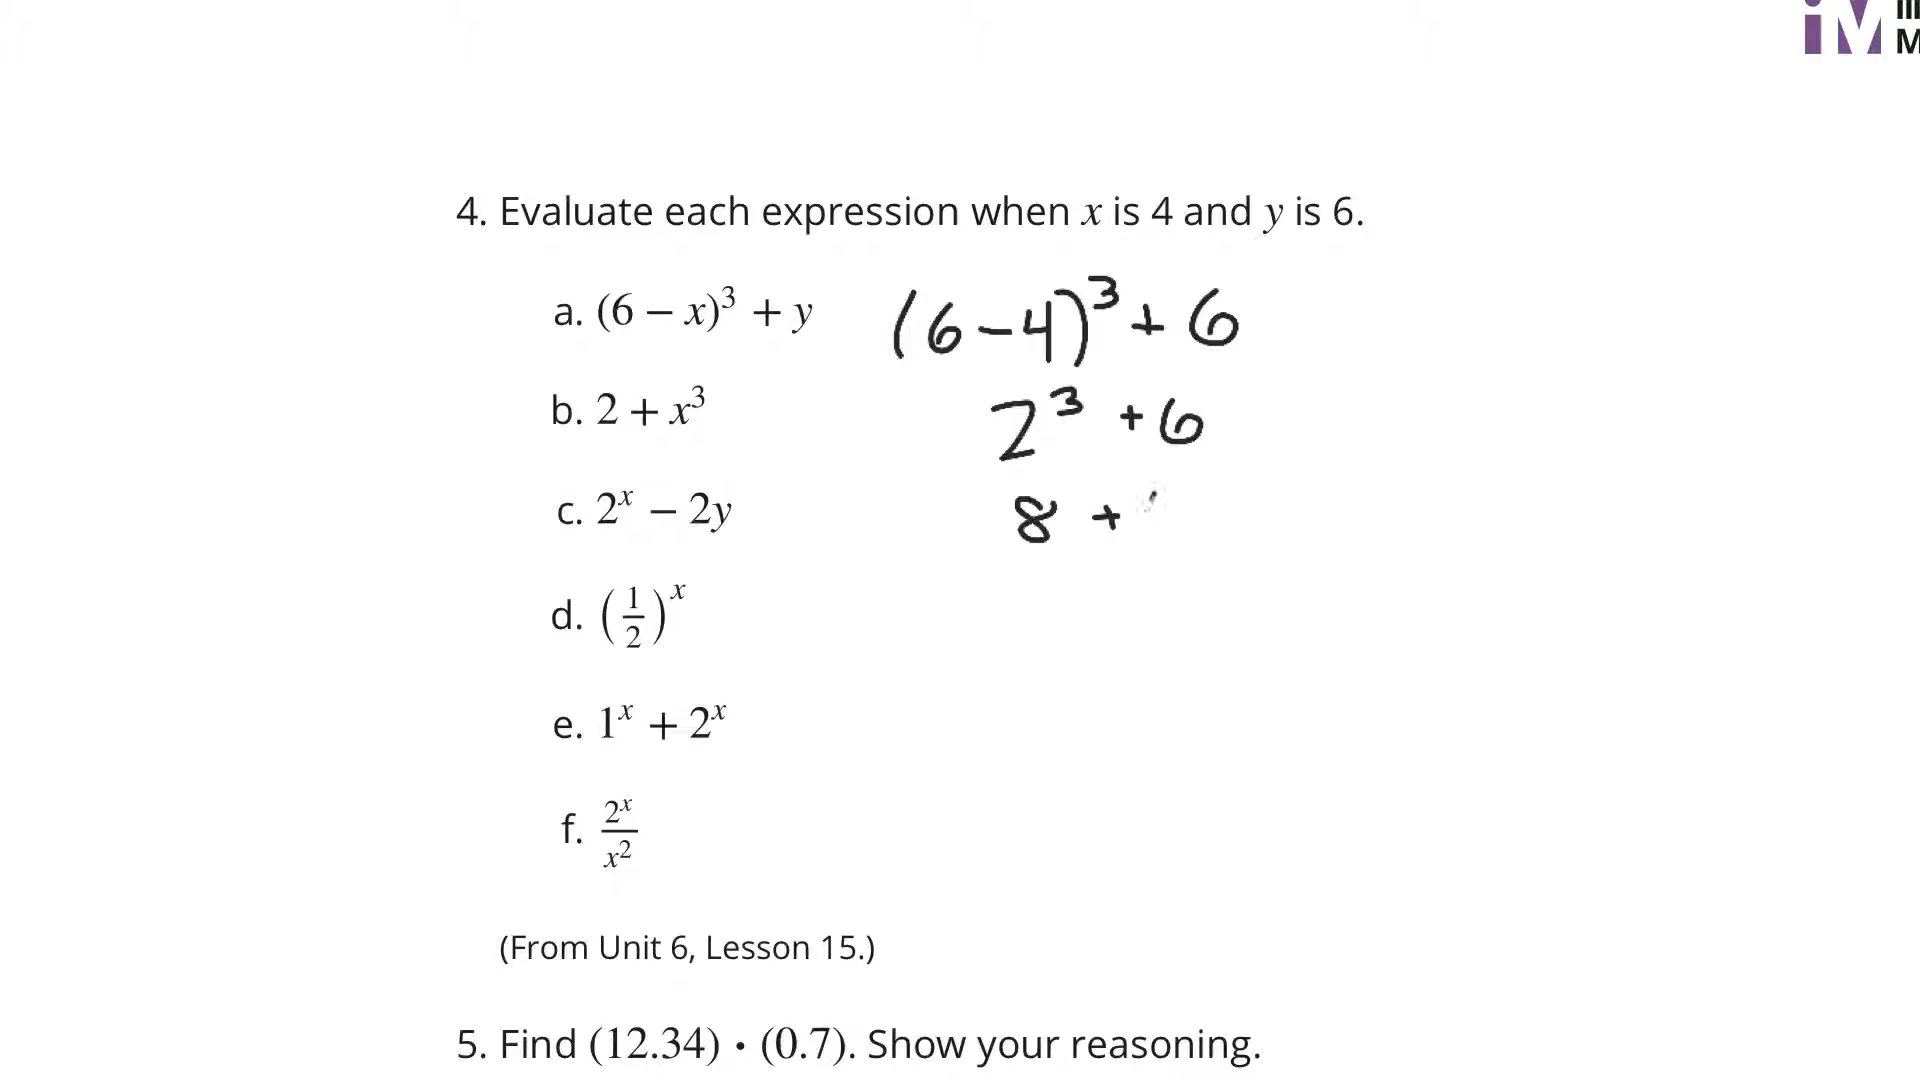 iM
4. Evaluate each expression when x is 4 and y is 6.
a. (6 − x)³ + y (6 − 4)³ + 6
b. 2 + x³ 2³ + 6
c. 2ˣ − 2y 8 +
d. (1/2)ˣ
e. 1ˣ + 2ˣ
f. 2ˣ/x²
(From Unit 6, Lesson 15.)
5. Find (12.34) · (0.7). Show your reasoning.